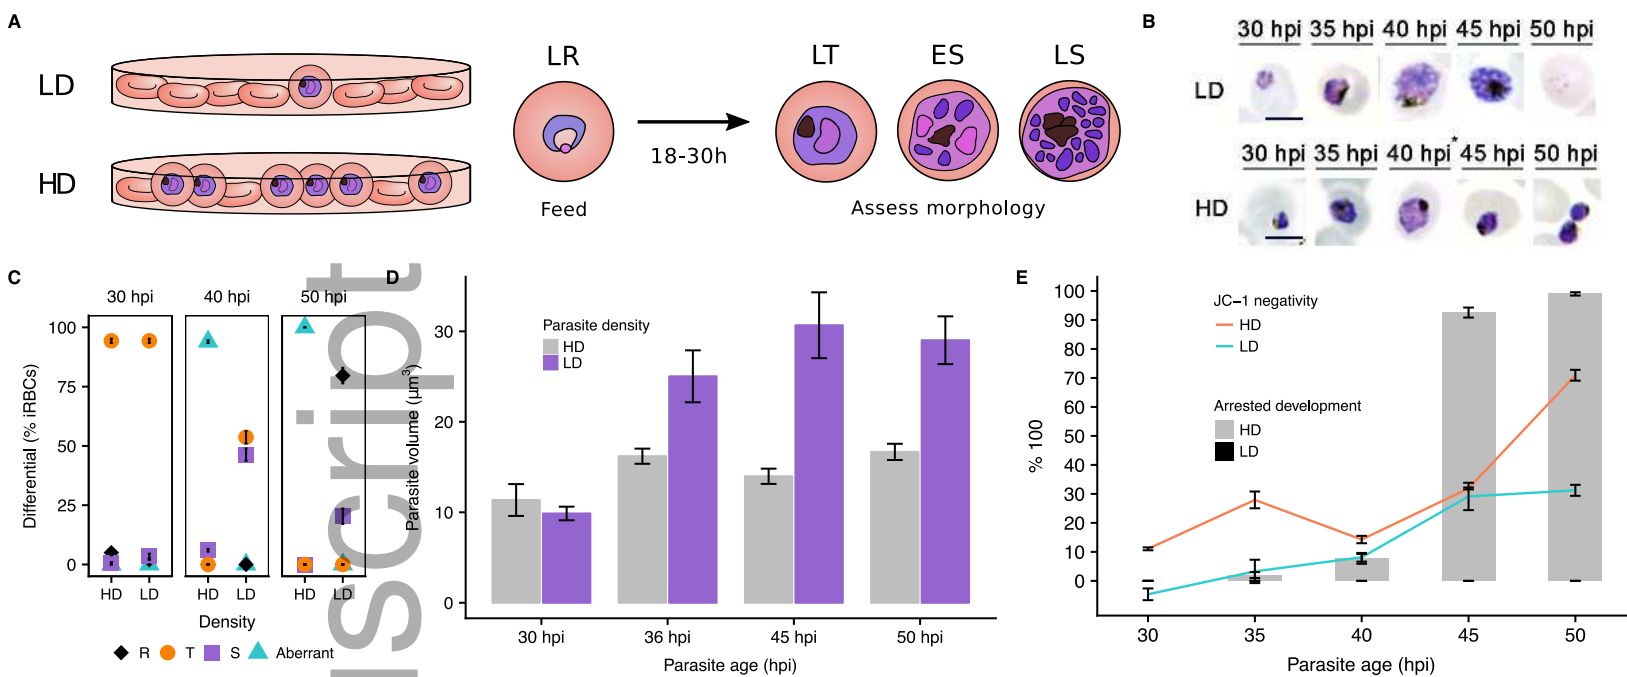 A
LD
HD
LR
Feed
18-30h
LT
ES
LS
Assess morphology
B
30 hpi
35 hpi
40 hpi
45 hpi
50 hpi
LD
30 hpi
35 hpi
40 hpi
*
45 hpi
50 hpi
HD
C
30 hpi
40 hpi
50 hpi
Differential (% iRBCs)
100
75
50
25
0
HD
LD
HD
LD
HD
LD
Density
R
T
S
Aberrant
uscript
D
Parasite density
HD
LD
Parasite volume (μm³)
30
20
10
0
30 hpi
36 hpi
45 hpi
50 hpi
Parasite age (hpi)
E
JC−1 negativity
HD
LD
Arrested development
HD
LD
% 100
100
90
80
70
60
50
40
30
20
10
0
30
35
40
45
50
Parasite age (hpi)